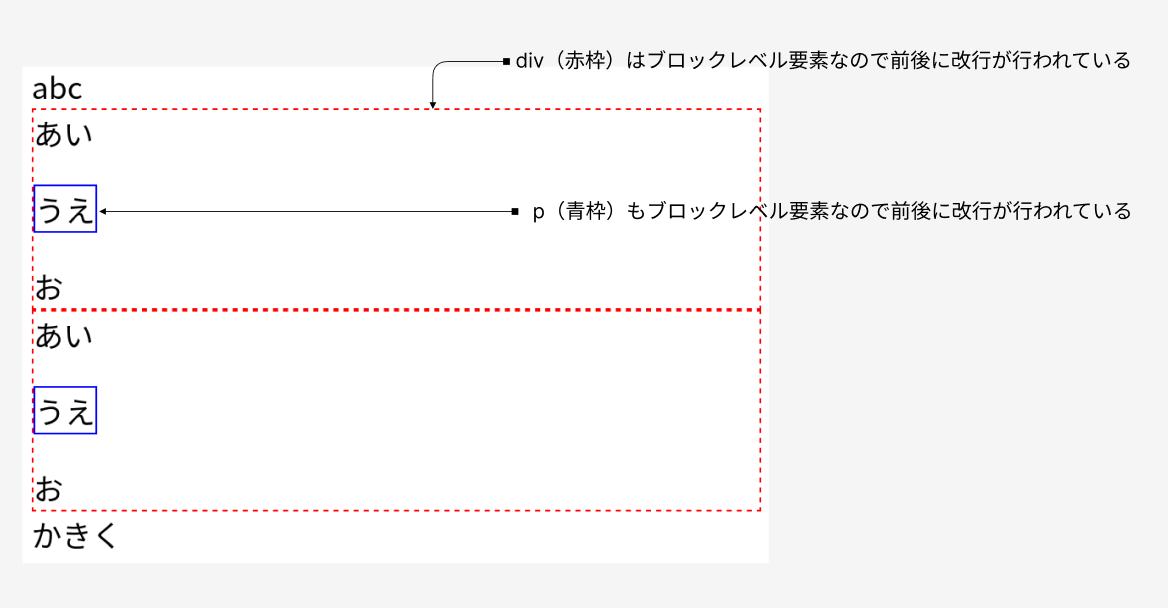 div（赤枠）はブロックレベル要素なので前後に改行が行われている
abc
あい
うえ
p（青枠）もブロックレベル要素なので前後に改行が行われている
お
あい
うえ
お
かきく